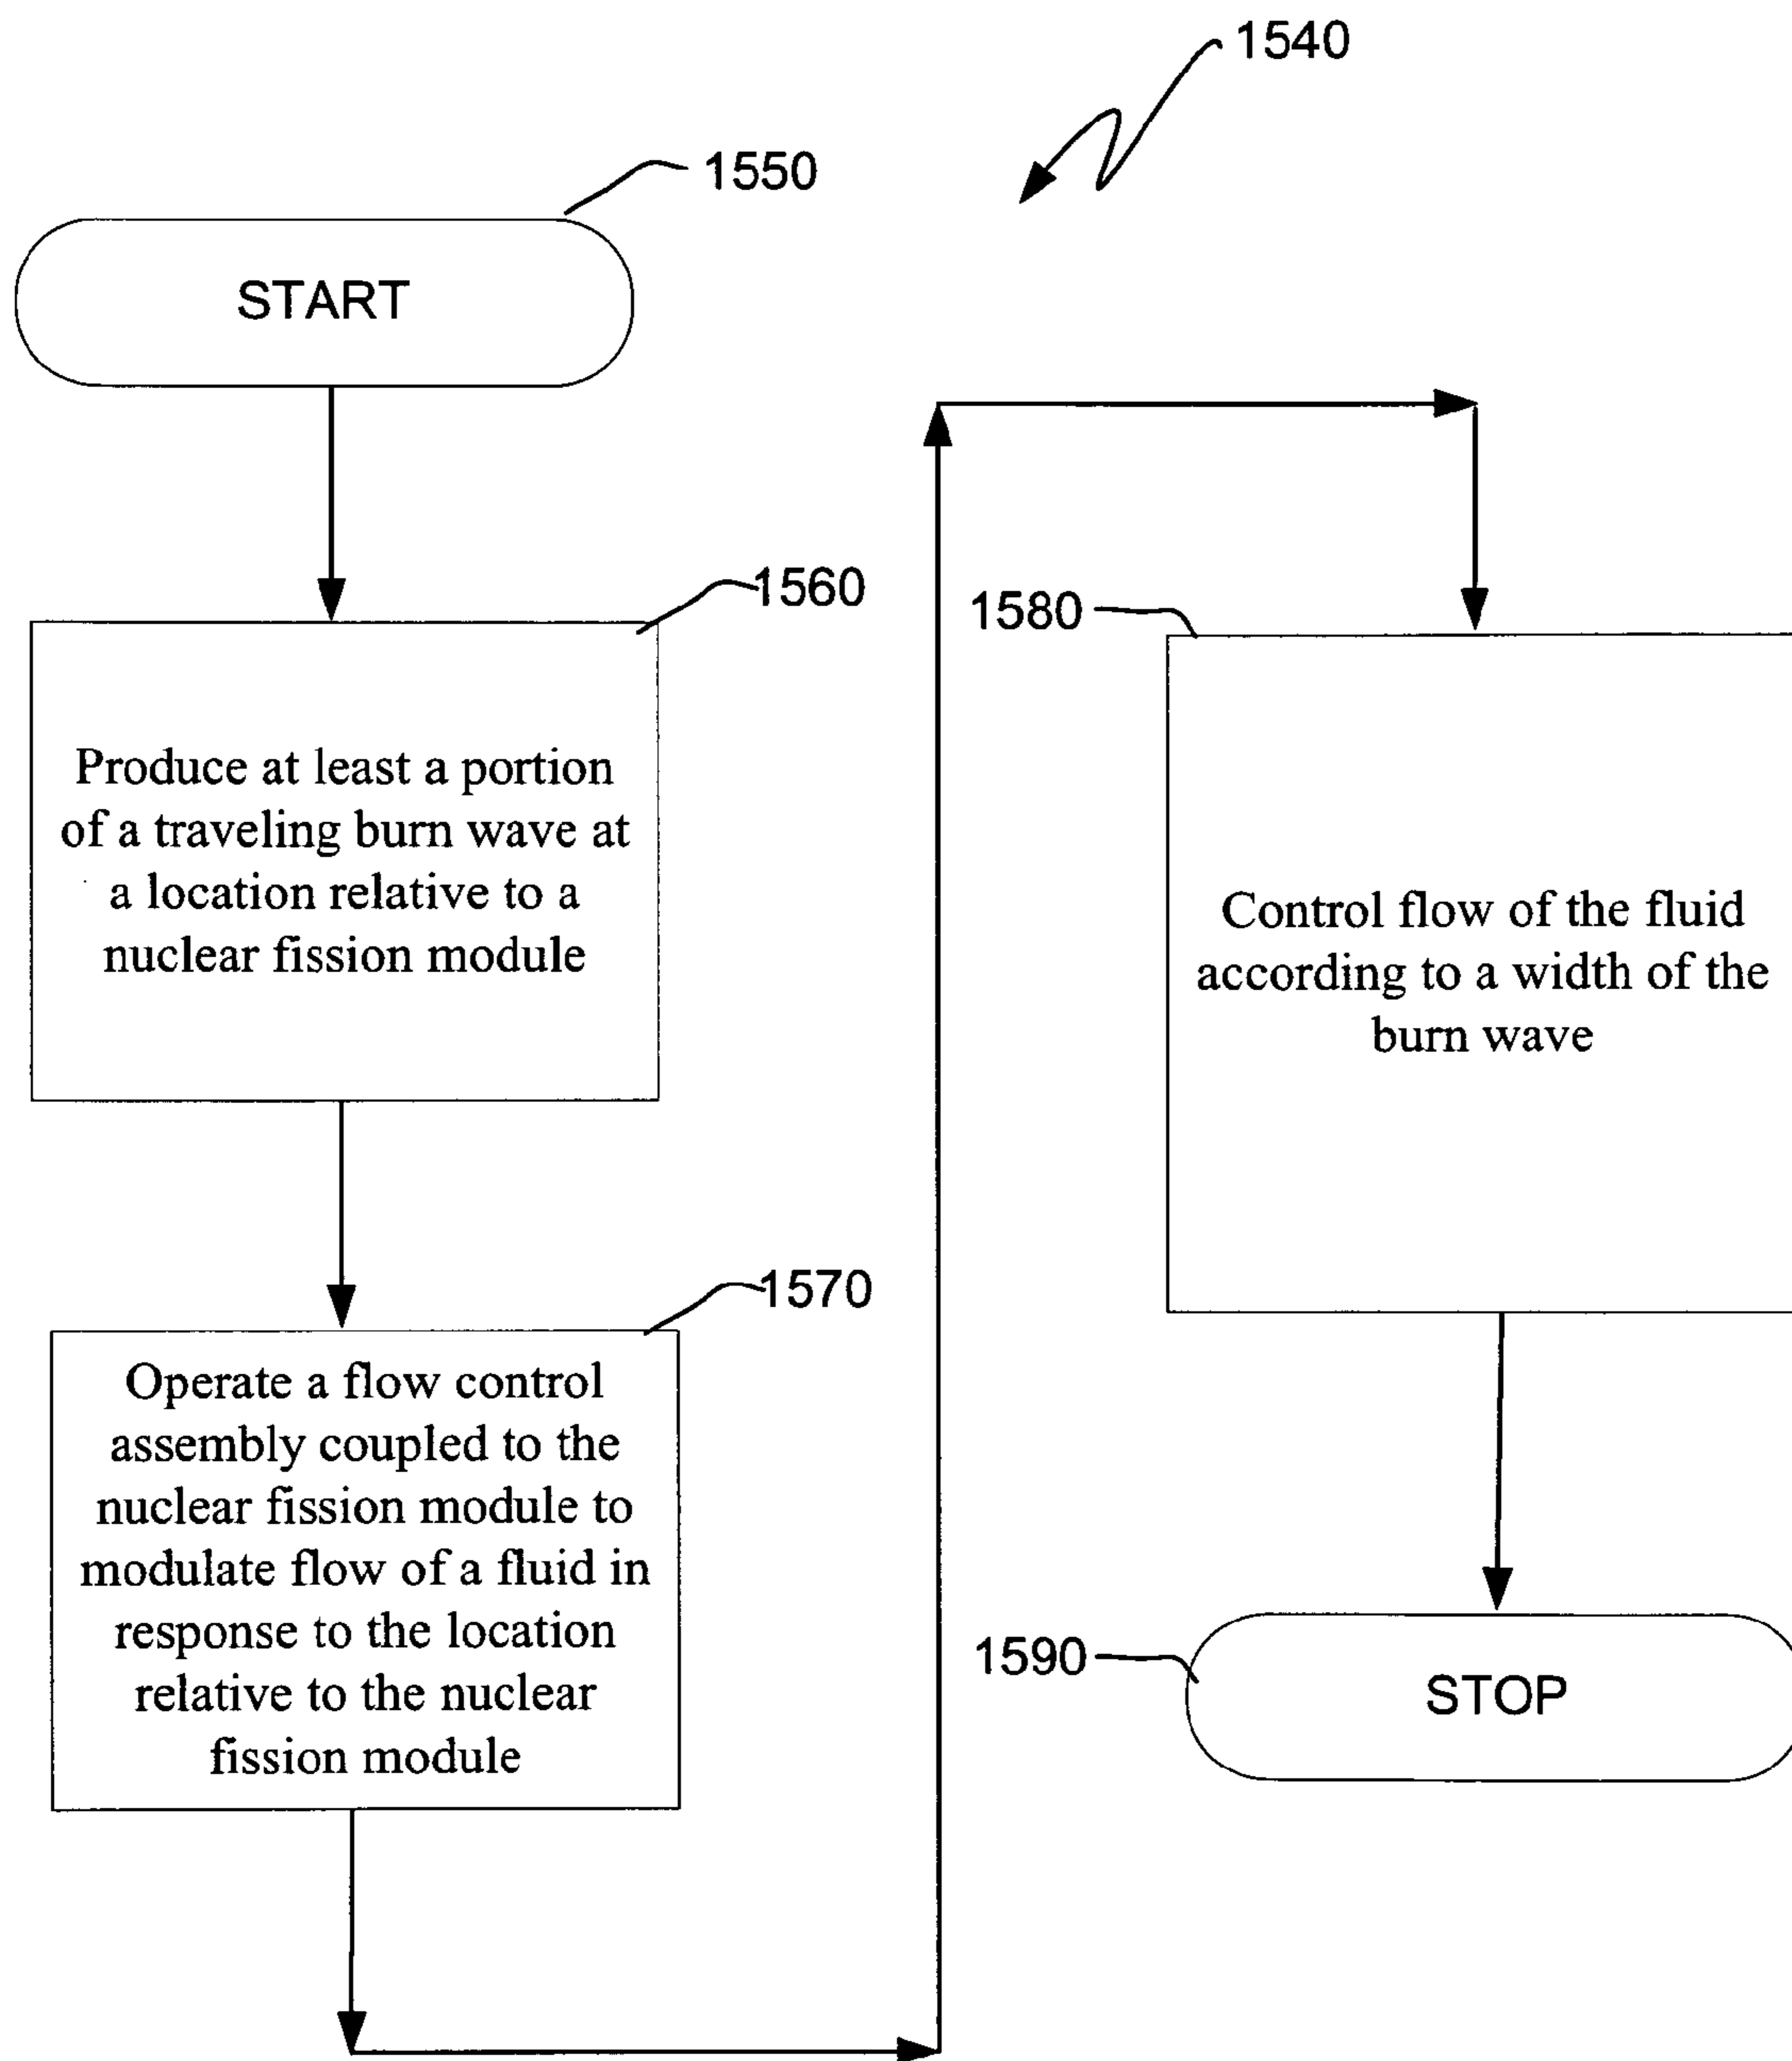 1540
1550
START
1560
Produce at least a portion
of a traveling burn wave at
a location relative to a
nuclear fission module
1570
Operate a flow control
assembly coupled to the
nuclear fission module to
modulate flow of a fluid in
response to the location
relative to the nuclear
fission module
1580
Control flow of the fluid
according to a width of the
burn wave
1590
STOP